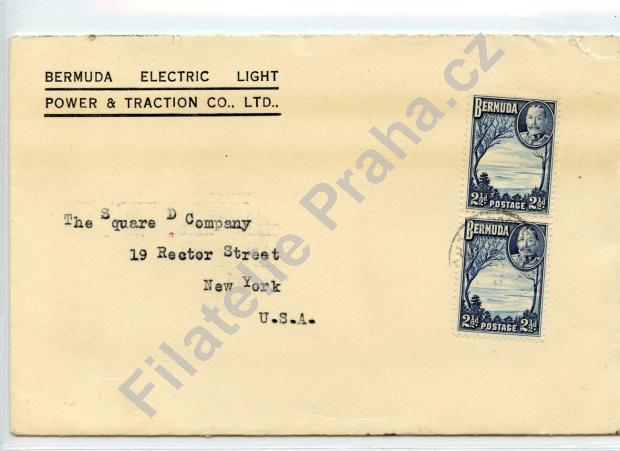 BERMUDA ELECTRIC LIGHT
POWER & TRACTION CO., LTD.,
BERMUDA
2½d POSTAGE 2½d
BERMUDA
2½d POSTAGE 2½d
The Square D Company
19 Rector Street
New York
U.S.A.
Filatelie Praha.cz